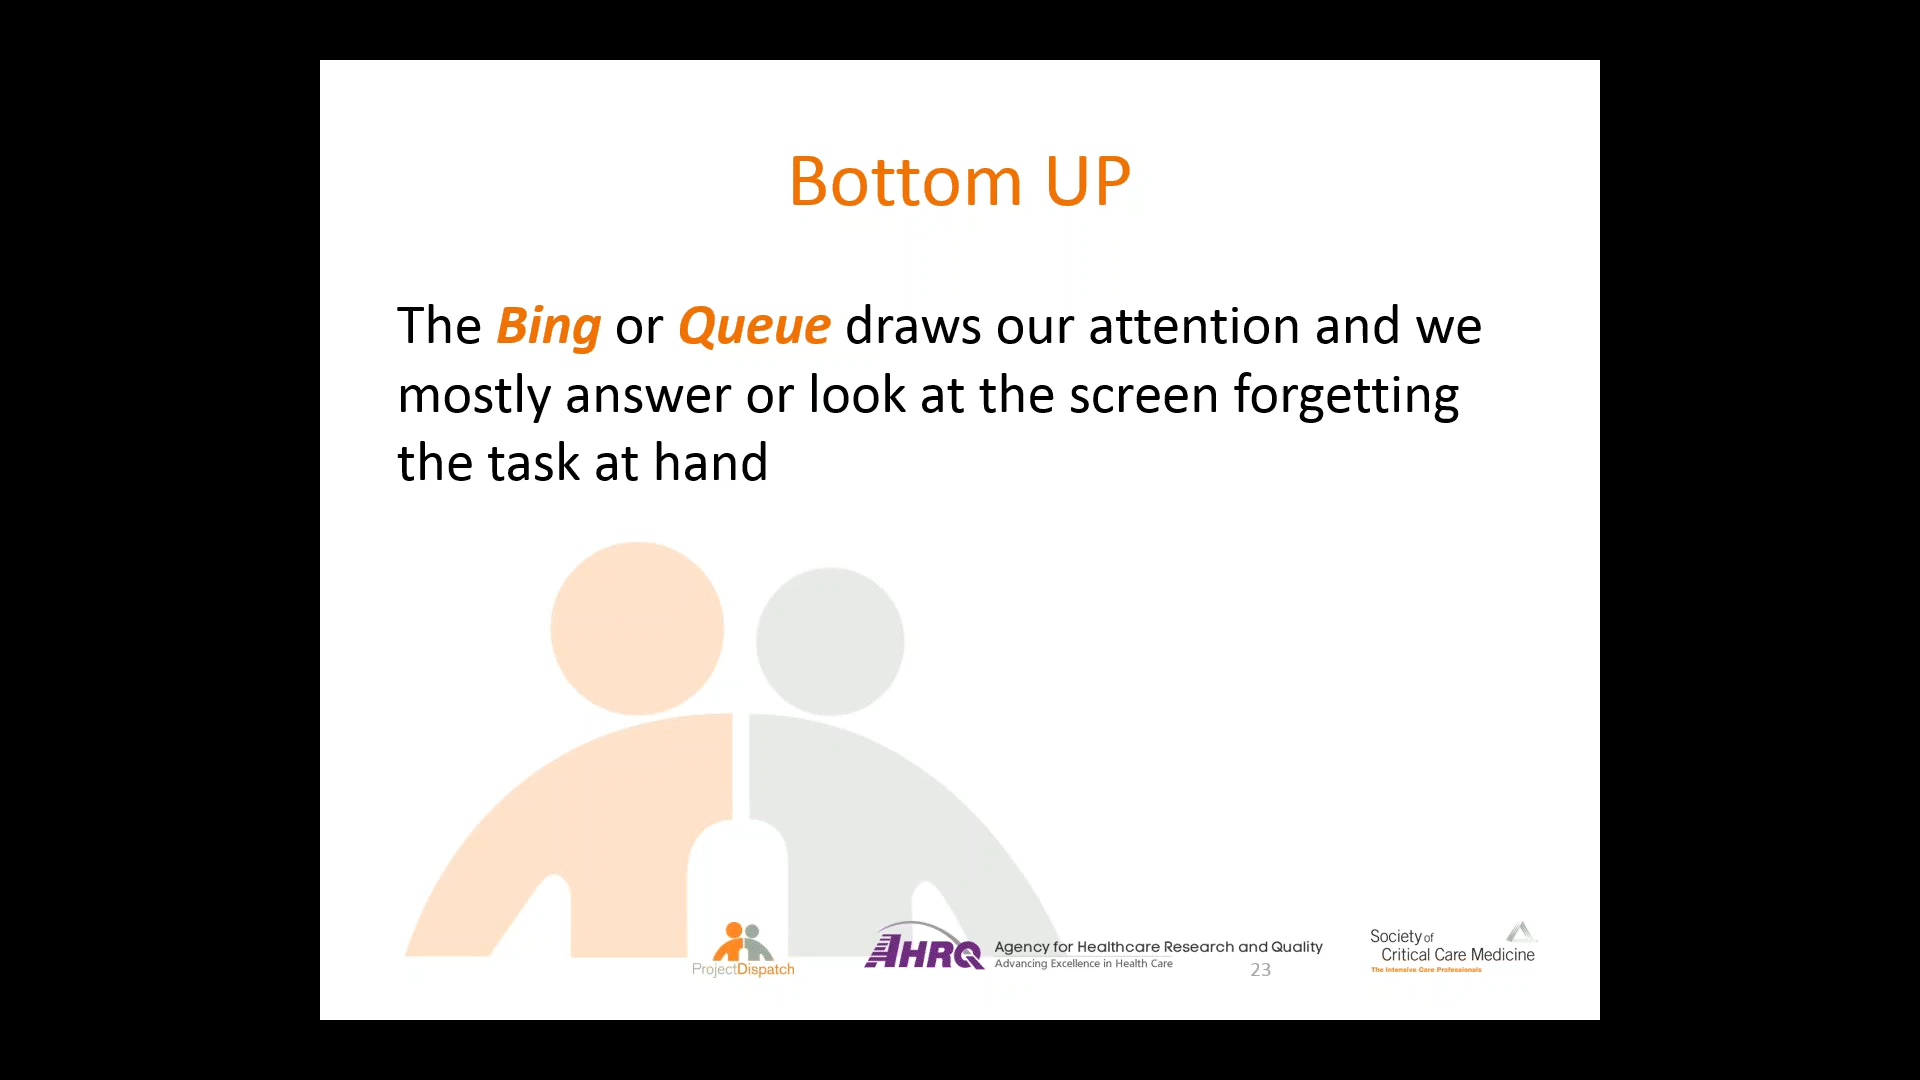 Bottom UP
The Bing or Queue draws our attention and we
mostly answer or look at the screen forgetting
the task at hand
ProjectDispatch
AHRQ
Agency for Healthcare Research and Quality
Advancing Excellence in Health Care
23
Society of
Critical Care Medicine
The Intensive Care Professionals